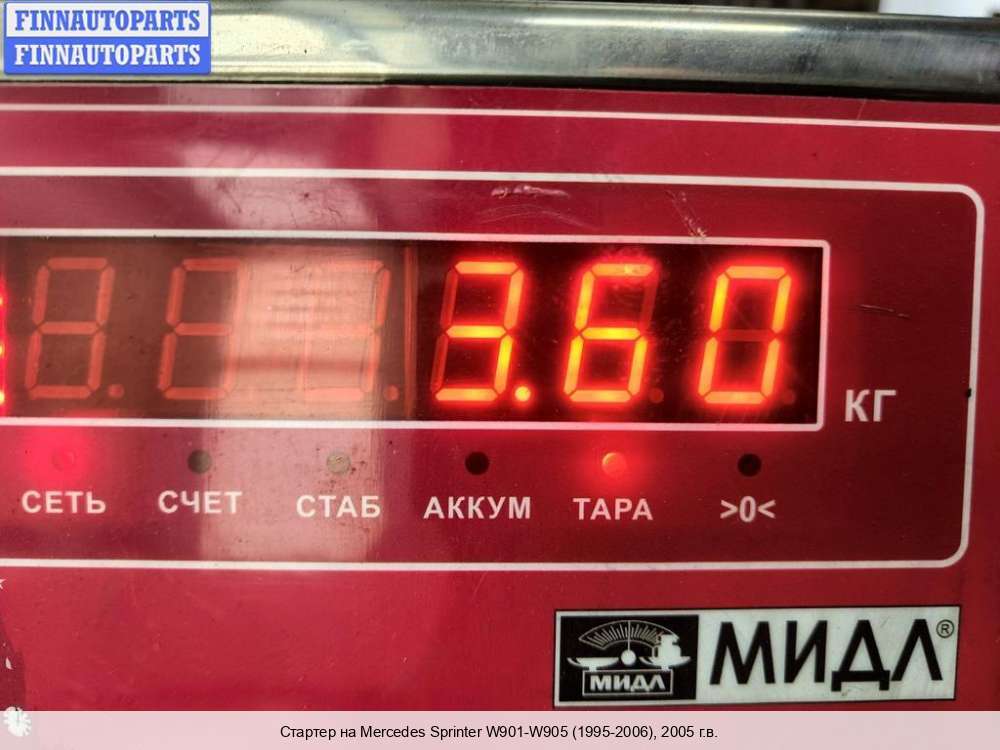 FINNAUTOPARTS
FINNAUTOPARTS
3.60
КГ
СЕТЬ СЧЕТ СТАБ АККУМ ТАРА >0<
МИДЛ МИДЛ®
Стартер на Mercedes Sprinter W901-W905 (1995-2006), 2005 г.в.